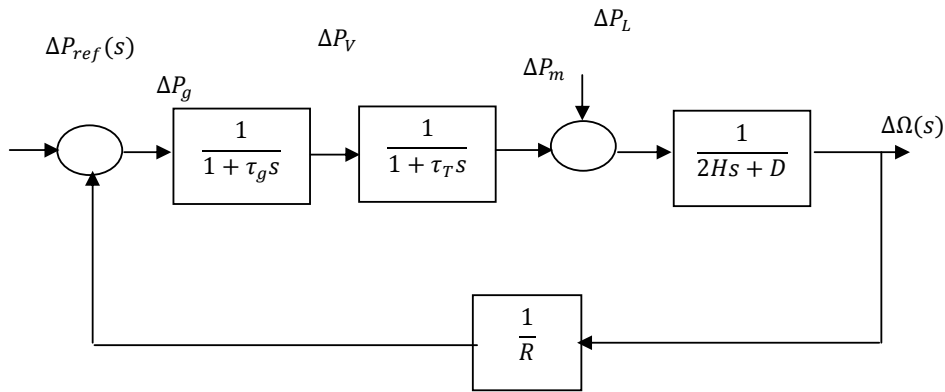 ΔP_L
ΔP_ref(s)
ΔP_V
ΔP_m
ΔP_g
1
1 + τ_g s
1
1 + τ_T s
1
2Hs + D
ΔΩ(s)
1
R